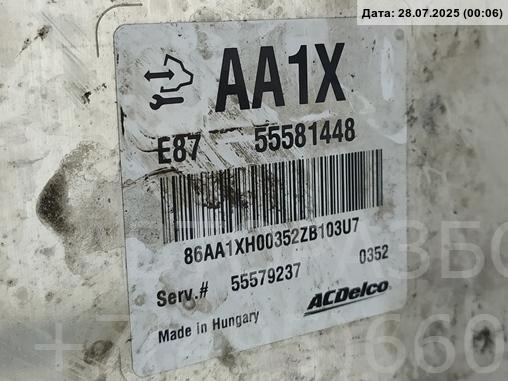 Дата: 28.07.2025 (00:06)
AA1X
E87 55581448
86AA1XH00352ZB103U7
Serv.# 55579237 0352
ACDelco
Made in Hungary